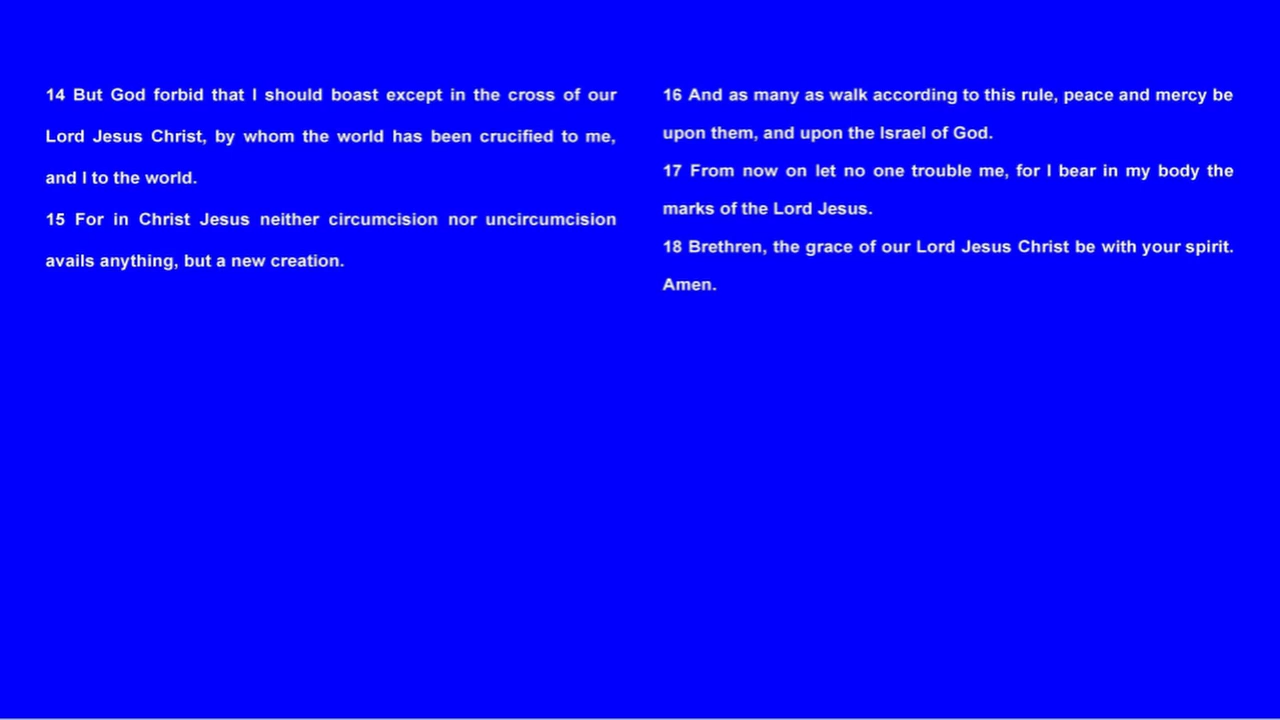 14 But God forbid that I should boast except in the cross of our
Lord Jesus Christ, by whom the world has been crucified to me,
and I to the world.
15 For in Christ Jesus neither circumcision nor uncircumcision
avails anything, but a new creation.
16 And as many as walk according to this rule, peace and mercy be
upon them, and upon the Israel of God.
17 From now on let no one trouble me, for I bear in my body the
marks of the Lord Jesus.
18 Brethren, the grace of our Lord Jesus Christ be with your spirit.
Amen.